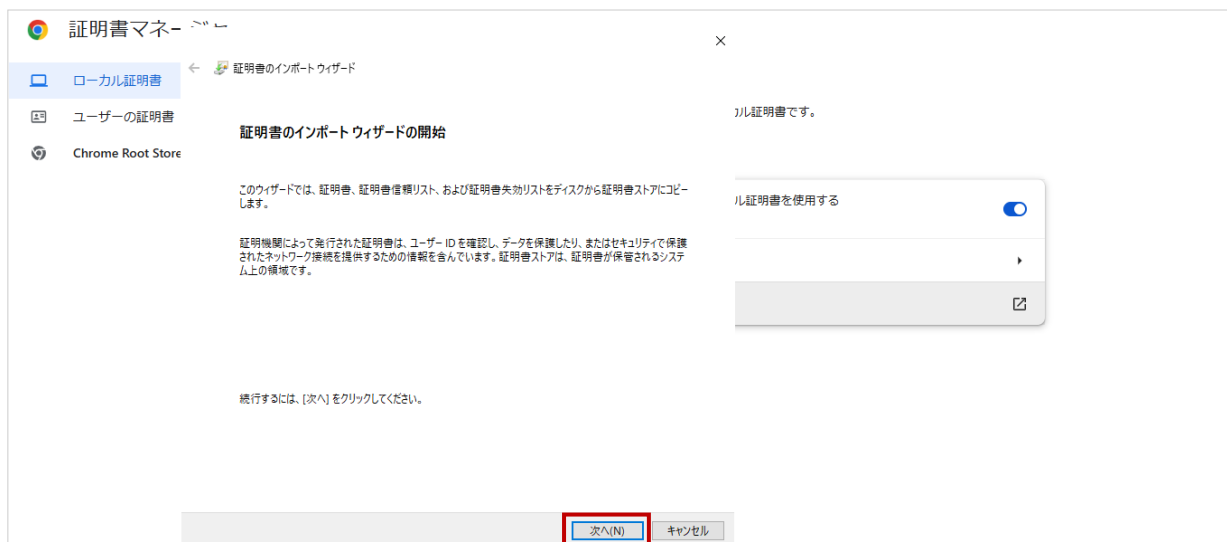 証明書マネー
×
ローカル証明書
← 証明書のインポート ウィザード
ユーザーの証明書
カル証明書です。
証明書のインポート ウィザードの開始
Chrome Root Store
このウィザードでは、証明書、証明書信頼リスト、および証明書失効リストをディスクから証明書ストアにコピー
します。
ル証明書を使用する
証明機関によって発行された証明書は、ユーザー ID を確認し、データを保護したり、またはセキュリティで保護
されたネットワーク接続を提供するための情報を含んでいます。証明書ストアは、証明書が保管されるシステ
ム上の領域です。
続行するには、[次へ] をクリックしてください。
次へ(N)
キャンセル